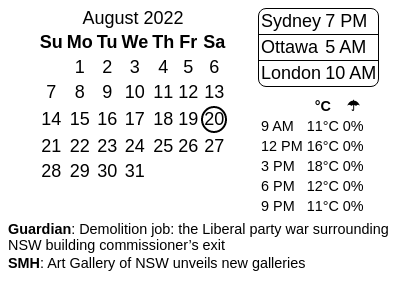 August 2022
Su Mo Tu We Th Fr Sa
1 2 3 4 5 6
7 8 9 10 11 12 13
14 15 16 17 18 19 20
21 22 23 24 25 26 27
28 29 30 31
Sydney 7 PM
Ottawa 5 AM
London 10 AM
°C ☂
9 AM 11°C 0%
12 PM 16°C 0%
3 PM 18°C 0%
6 PM 12°C 0%
9 PM 11°C 0%
Guardian: Demolition job: the Liberal party war surrounding
NSW building commissioner’s exit
SMH: Art Gallery of NSW unveils new galleries